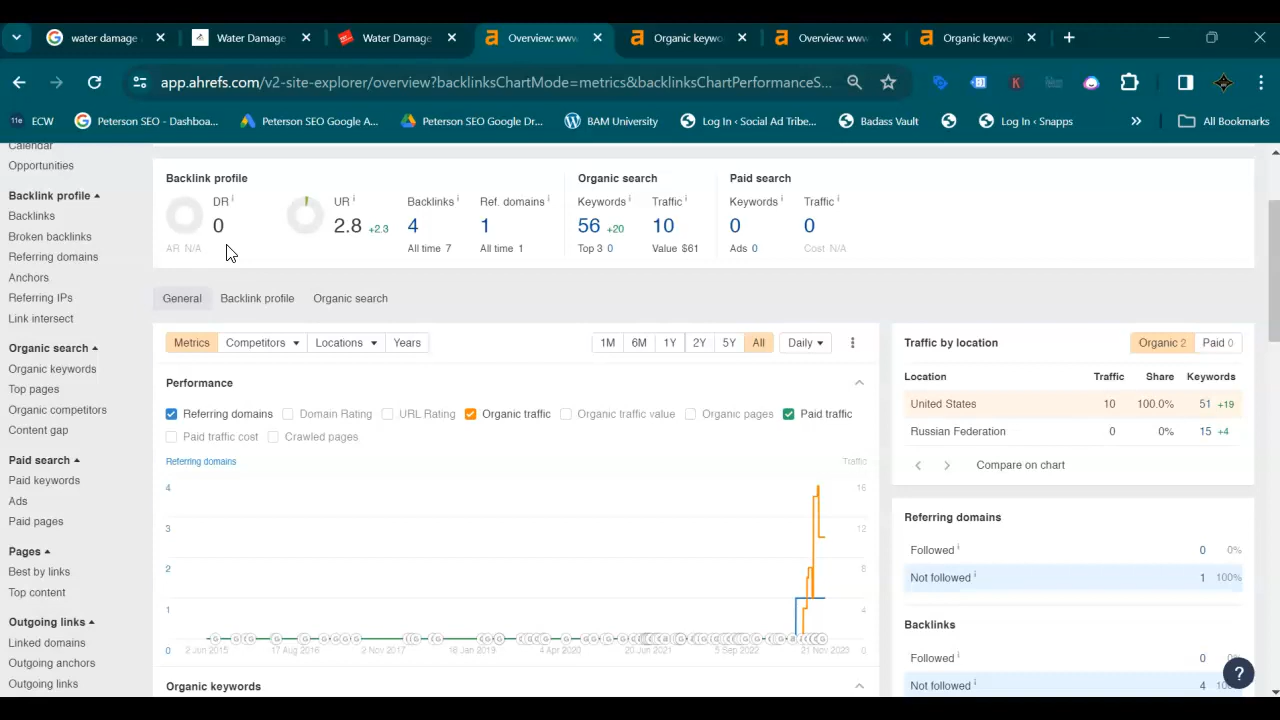 water damage
Water Damage
Water Damage
Overview: www
Organic keywo
Overview: www
Organic keywo
app.ahrefs.com/v2-site-explorer/overview?backlinksChartMode=metrics&backlinksChartPerformanceS...
ECW
Peterson SEO - Dashboa...
Peterson SEO Google A...
Peterson SEO Google Dr...
BAM University
Log In ‹ Social Ad Tribe...
Badass Vault
Log In ‹ Snapps
All Bookmarks
Calendar
Opportunities
Backlink profile
Backlinks
Broken backlinks
Referring domains
Anchors
Referring IPs
Link intersect
Organic search
Organic keywords
Top pages
Organic competitors
Content gap
Paid search
Paid keywords
Ads
Paid pages
Pages
Best by links
Top content
Outgoing links
Linked domains
Outgoing anchors
Outgoing links
Backlink profile
DR
0
AR N/A
UR
2.8 +2.3
Backlinks
4
All time 7
Ref. domains
1
All time 1
Organic search
Keywords
56 +20
Top 3 0
Traffic
10
Value $61
Paid search
Keywords
0
Ads 0
Traffic
0
Cost N/A
General Backlink profile Organic search
Metrics Competitors Locations Years
1M 6M 1Y 2Y 5Y All Daily
Performance
Referring domains Domain Rating URL Rating Organic traffic Organic traffic value Organic pages Paid traffic
Paid traffic cost Crawled pages
Referring domains Traffic
4 16
3 12
2 8
1 4
0 2 Jun 2015 17 Aug 2016 2 Nov 2017 18 Jan 2019 4 Apr 2020 20 Jun 2021 5 Sep 2022 21 Nov 2023 0
Organic keywords
Traffic by location
Organic 2 Paid 0
Location Traffic Share Keywords
United States 10 100.0% 51 +19
Russian Federation 0 0% 15 +4
Compare on chart
Referring domains
Followed 0 0%
Not followed 1 100%
Backlinks
Followed 0
Not followed 4
?